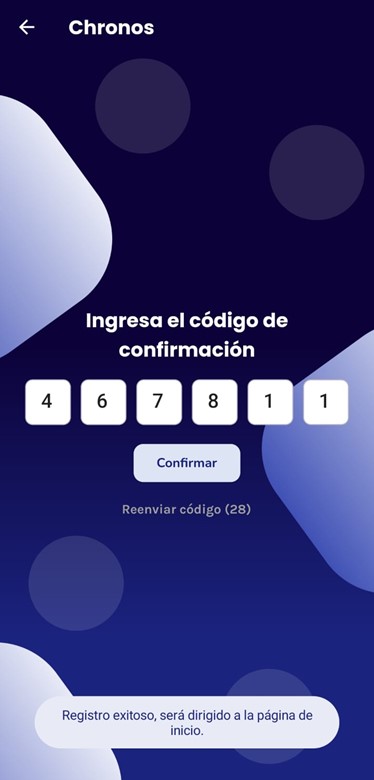 Chronos
Ingresa el código de
confirmación
4 6 7 8 1 1
Confirmar
Reenviar código (28)
Registro exitoso, será dirigido a la página de
inicio.